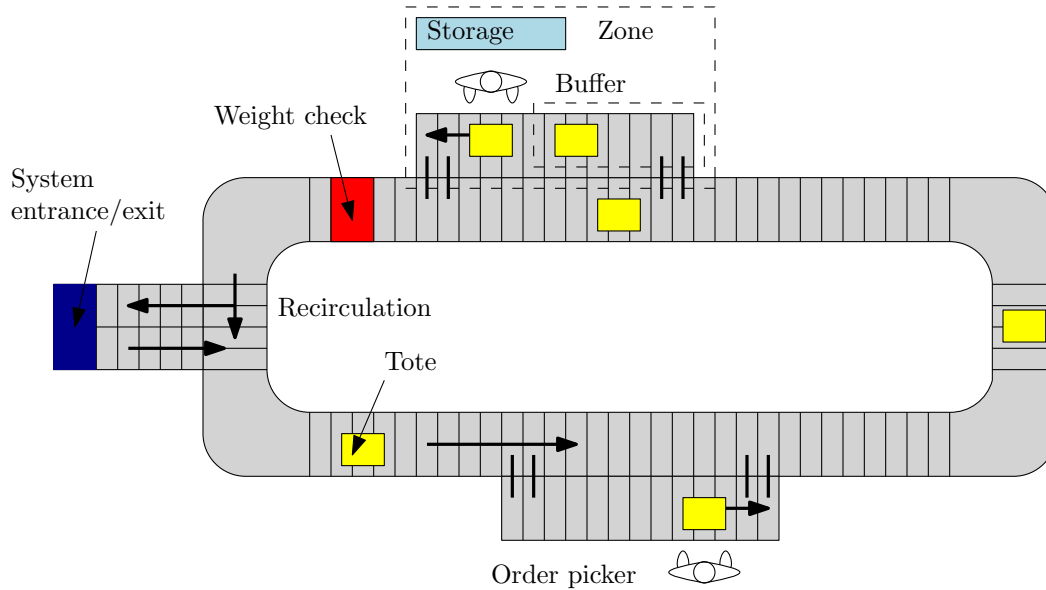 Storage
Zone
Buffer
Weight check
System
entrance/exit
Recirculation
Tote
Order picker